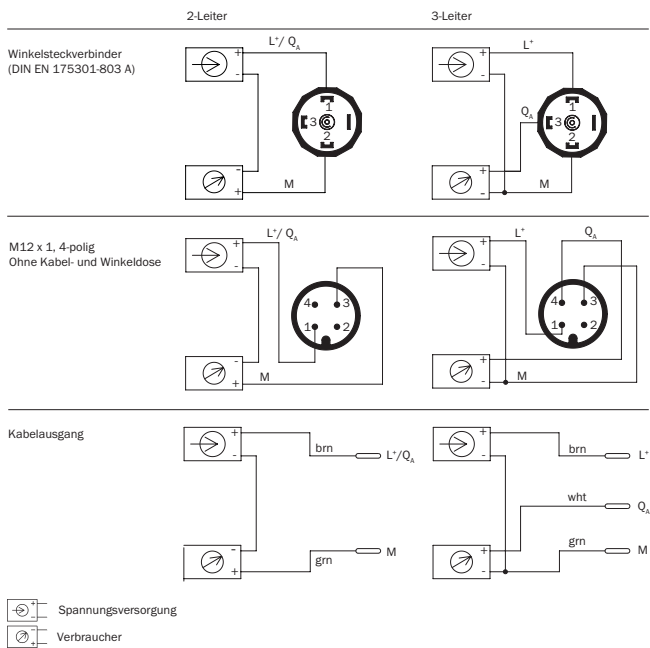 2-Leiter 3-Leiter
Winkelsteckverbinder
(DIN EN 175301-803 A)
+ L⁺/ Q_A
-
1
3
2
-
+ M
+ L⁺
-
Q_A
1
3
2
+
- M
M12 x 1, 4-polig
Ohne Kabel- und Winkeldose
+ L⁺/ Q_A
-
4 3
1 2
-
+ M
+ L⁺ Q_A
-
4 3
1 2
+
- M
Kabelausgang
+ brn L⁺/Q_A
-
-
+ grn M
+ brn L⁺
-
wht Q_A
+
- grn M
+
- Spannungsversorgung
-
+ Verbraucher